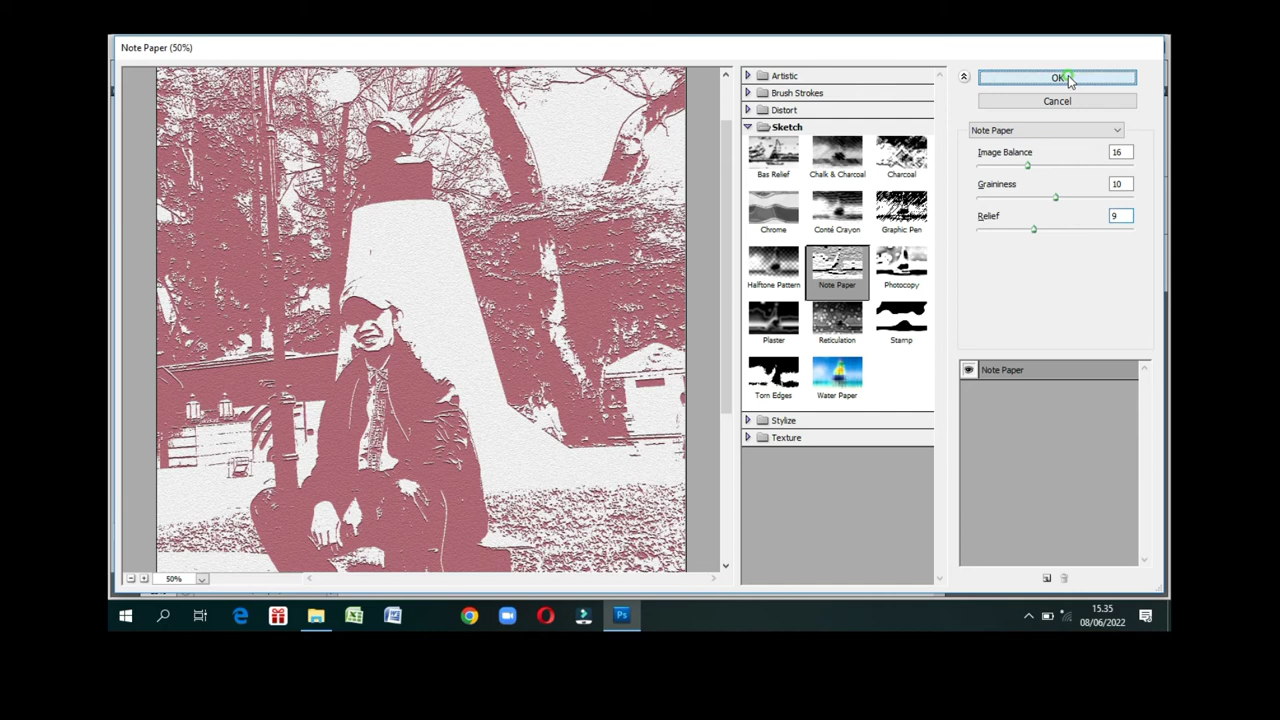 Note Paper (50%)
Artistic
Brush Strokes
Distort
Sketch
Bas Relief
Chalk & Charcoal
Charcoal
Chrome
Conté Crayon
Graphic Pen
Halftone Pattern
Note Paper
Photocopy
Plaster
Reticulation
Stamp
Torn Edges
Water Paper
Stylize
Texture
OK
Cancel
Note Paper
Image Balance 16
Graininess 10
Relief 9
Note Paper
50%
Ps
15.35
08/06/2022